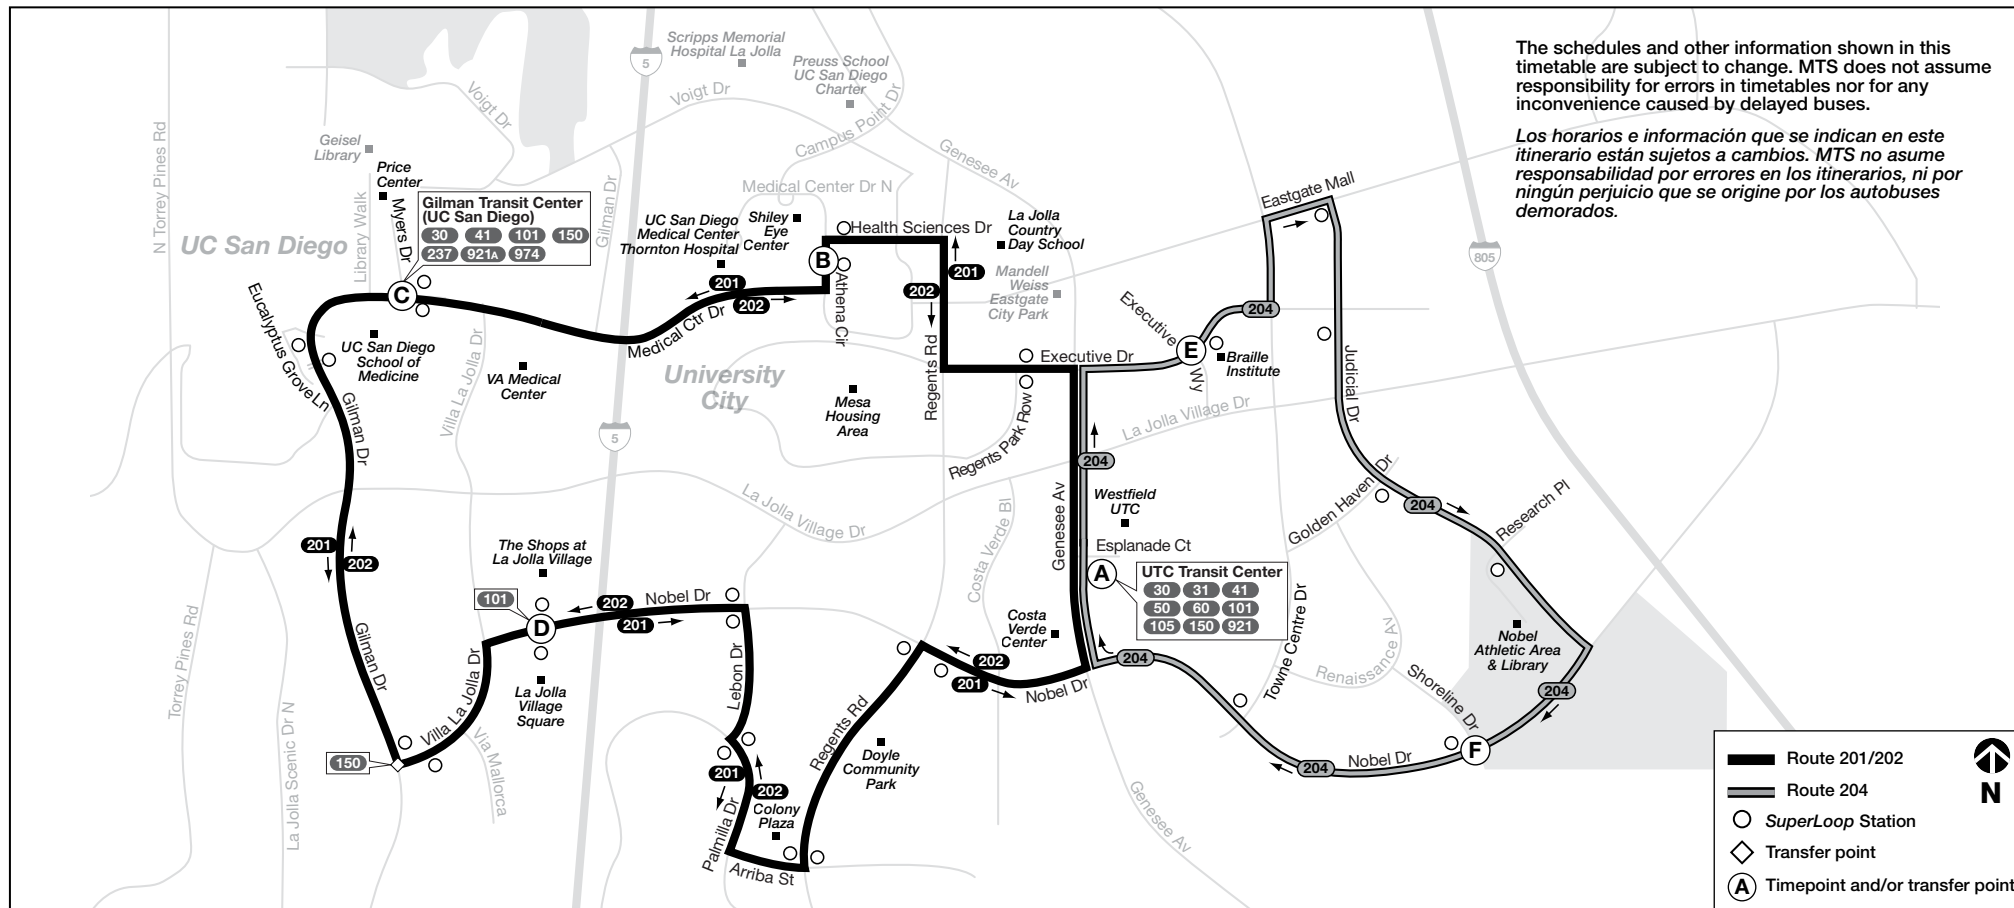 The schedules and other information shown in this
timetable are subject to change. MTS does not assume
responsibility for errors in timetables nor for any
inconvenience caused by delayed buses.
Los horarios e información que se indican en este
itinerario están sujetos a cambios. MTS no asume
responsabilidad por errores en los itinerarios, ni por
ningún perjuicio que se origine por los autobuses
demorados.
Scripps Memorial
Hospital La Jolla
5
Preuss School
UC San Diego
Charter
Voigt Dr
Voigt Dr
Campus Point Dr
Genesee Av
N Torrey Pines Rd
Geisel
Library
Price
Center
Library Walk
Myers Dr
Gilman Transit Center
(UC San Diego)
30 41 101 150
237 921A 974
Gilman Dr
Medical Center Dr N
UC San Diego
UC San Diego
Medical Center
Thornton Hospital
Shiley
Eye
Center
Health Sciences Dr
La Jolla
Country
Day School
Mandell
Weiss
Eastgate
City Park
Eastgate Mall
805
B
C
201
202
201
202
Athena Cir
Medical Ctr Dr
Eucalyptus Grove Ln
UC San Diego
School of
Medicine
VA Medical
Center
Villa La Jolla Dr
University
City
Mesa
Housing
Area
Regents Rd
Executive Dr
Executive
Wy
E
Braille
Institute
204
Judicial Dr
Regents Park Row
La Jolla Village Dr
204
Gilman Dr
5
La Jolla Village Dr
Genesee Av
Costa Verde Bl
Westfield
UTC
Esplanade Ct
A
UTC Transit Center
30 31 41
50 60 101
105 150 921
Golden Haven Dr
204
Research Pl
201
202
The Shops at
La Jolla Village
101
D
202
201
Nobel Dr
Costa
Verde
Center
202
201
Nobel Dr
204
Towne Centre Dr
Renaissance Av
Nobel
Athletic Area
& Library
Shoreline Dr
204
F
Nobel Dr
204
Torrey Pines Rd
La Jolla Scenic Dr N
Gilman Dr
150
Villa La Jolla Dr
Via Mallorca
La Jolla
Village
Square
Lebon Dr
201
202
Colony
Plaza
Palmilla Dr
Arriba St
Regents Rd
Doyle
Community
Park
Genesee Av
Route 201/202
Route 204
SuperLoop Station
Transfer point
A Timepoint and/or transfer point
N